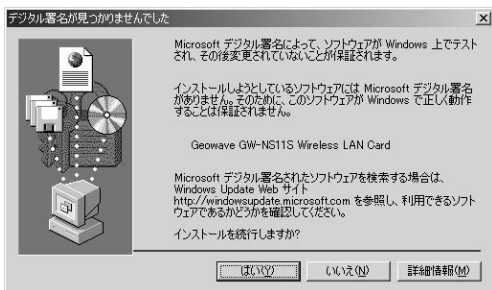 デジタル署名が見つかりませんでした
Microsoft デジタル署名によって、ソフトウェアが Windows 上でテスト
され、その後変更されていないことが保証されます。
インストールしようとしているソフトウェアには Microsoft デジタル署名
がありません。そのために、このソフトウェアが Windows で正しく動作
することは保証されません。
Geowave GW-NS11S Wireless LAN Card
Microsoft デジタル署名されたソフトウェアを検索する場合は、
Windows Update Web サイト
http://windowsupdate.microsoft.com を参照し、利用できるソフト
ウェアであるかどうかを確認してください。
インストールを続行しますか?
はい(Y) いいえ(N) 詳細情報(M)